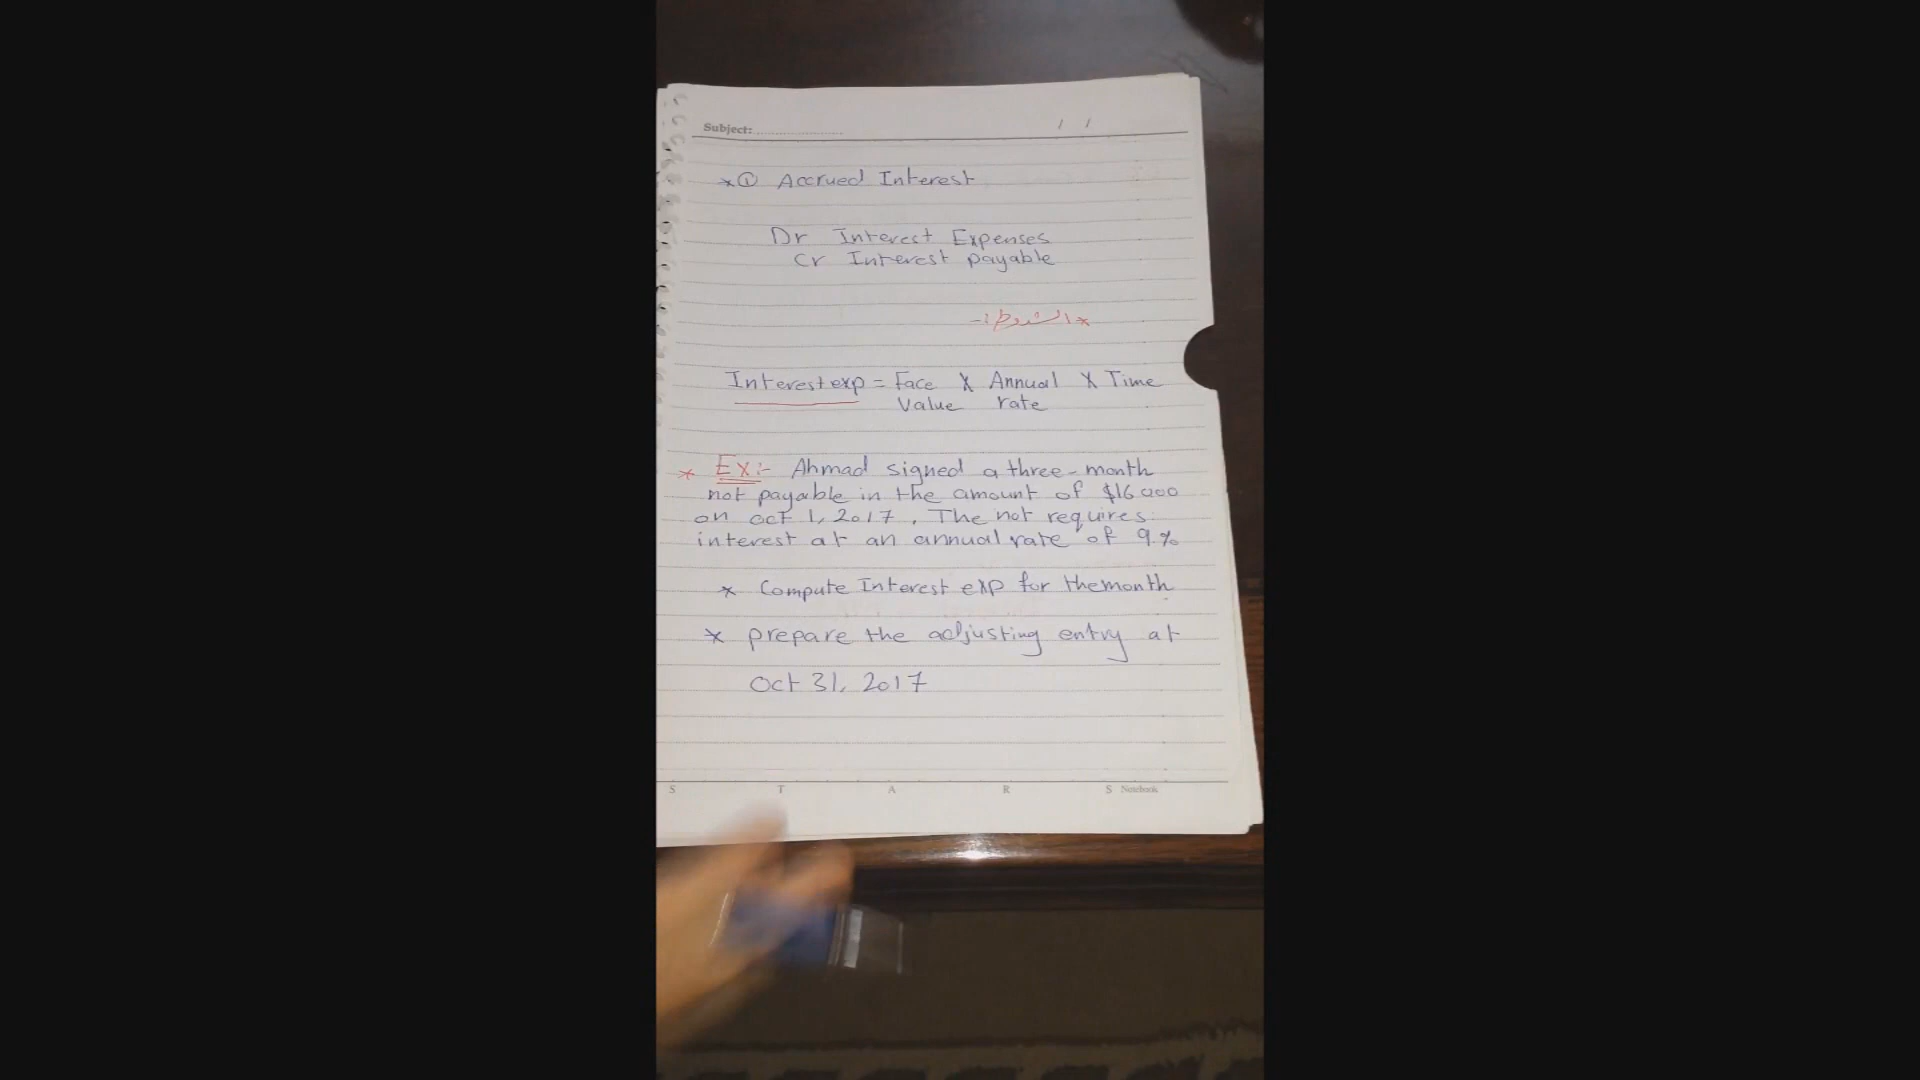 Subject:
/ /
*① Accrued Interest
Dr Interest Expenses
Cr Interest payable
* الشروط :-
Interest exp = Face X Annual X Time
Value rate
* Ex:- Ahmad signed a three-month
not payable in the amount of $16000
on oct 1, 2017. The not requires
interest at an annual rate of 9%
* Compute Interest exp for the month
* prepare the adjusting entry at
Oct 31, 2017
S T A R S Notebook